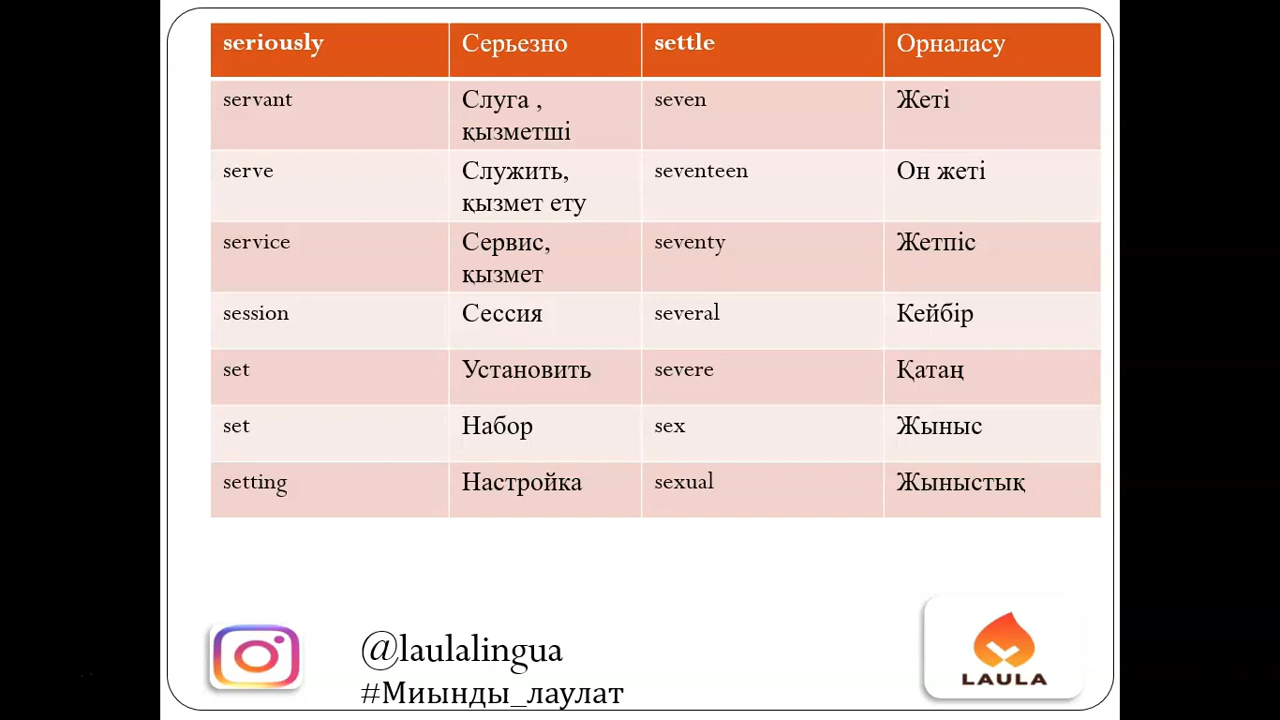 seriously Серьезно settle Орналасу
servant Слуга , seven Жеті
қызметші
serve Служить, seventeen Он жеті
қызмет ету
service Сервис, seventy Жетпіс
қызмет
session Сессия several Кейбір
set Установить severe Қатаң
set Набор sex Жыныс
setting Настройка sexual Жыныстық
@laulalingua
#Миынды_лаулат
LAULA